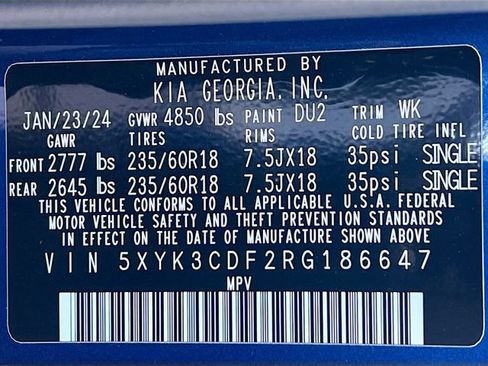 MANUFACTURED BY
KIA GEORGIA, INC.
JAN/23/24 GVWR 4850 lbs PAINT DU2 TRIM WK
GAWR TIRES RIMS COLD TIRE INFL.
FRONT 2777 lbs 235/60R18 7.5JX18 35psi SINGLE
REAR 2645 lbs 235/60R18 7.5JX18 35psi SINGLE
THIS VEHICLE CONFORMS TO ALL APPLICABLE U.S.A. FEDERAL
MOTOR VEHICLE SAFETY AND THEFT PREVENTION STANDARDS
IN EFFECT ON THE DATE OF MANUFACTURE SHOWN ABOVE
VIN 5XYK3CDF2RG186647
MPV